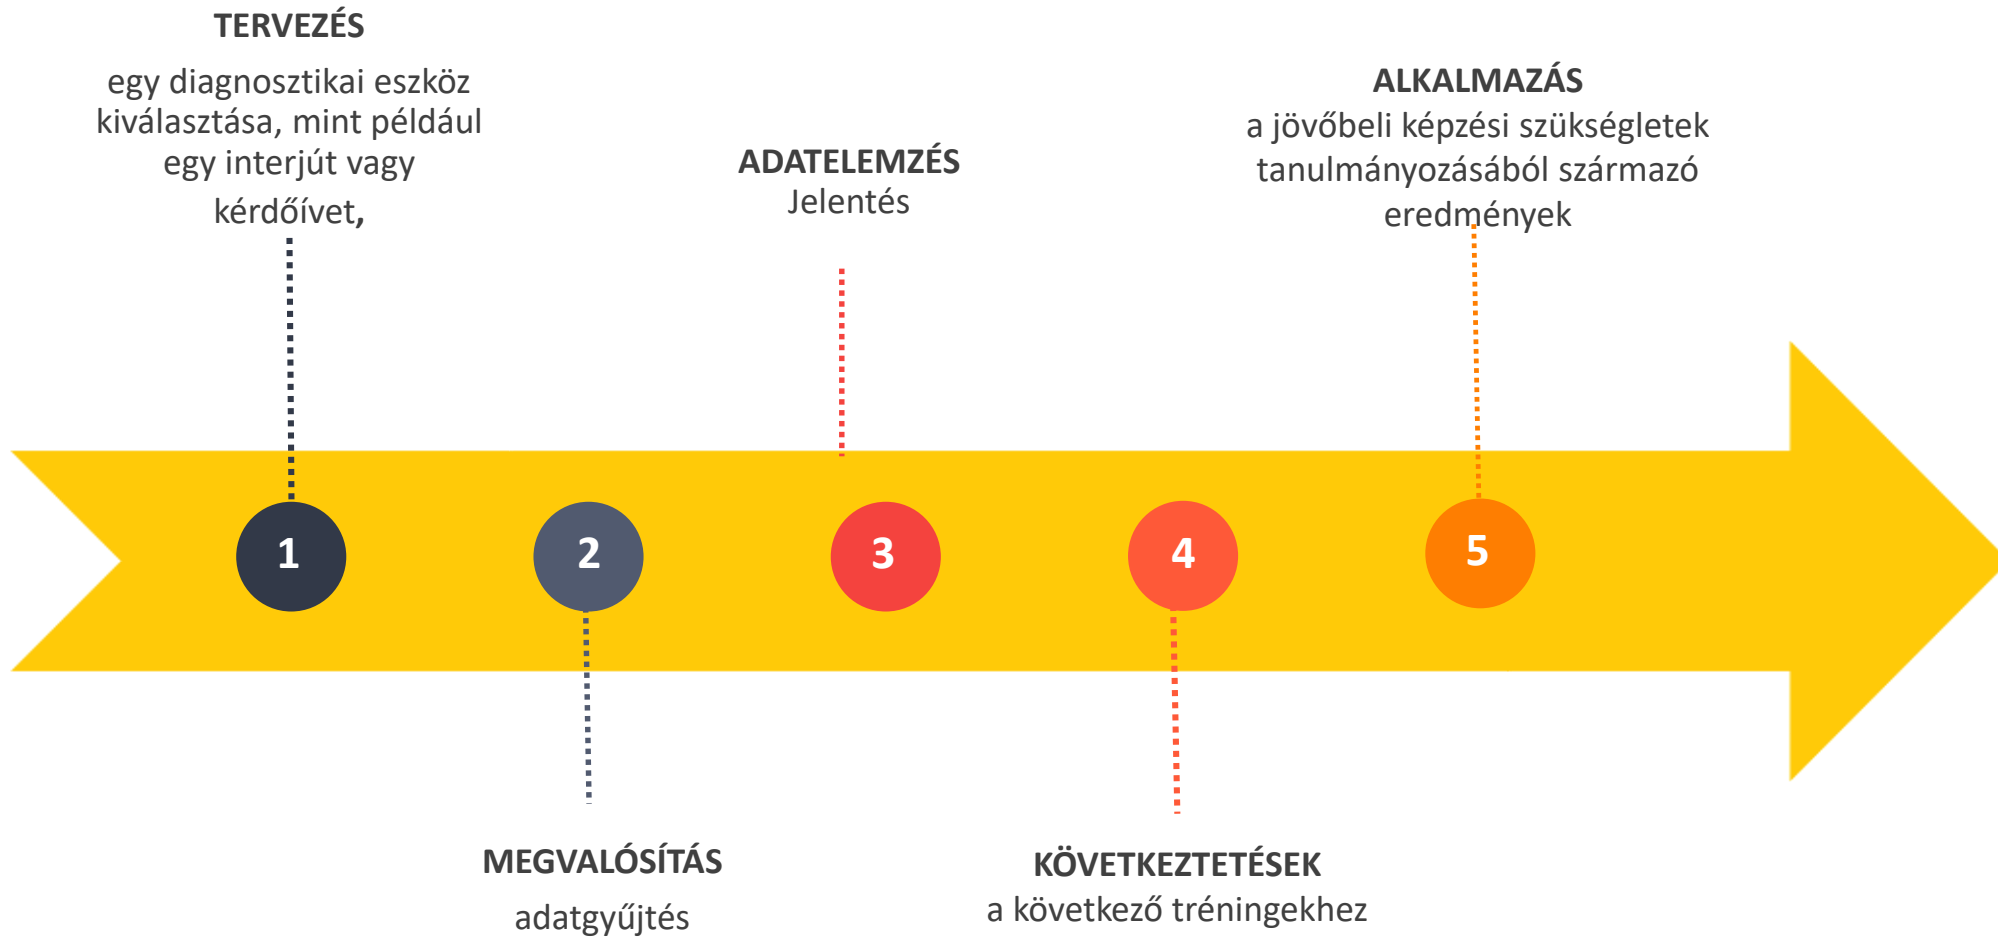 TERVEZÉS
egy diagnosztikai eszköz
kiválasztása, mint például
egy interjút vagy
kérdőívet,
ADATELEMZÉS
Jelentés
ALKALMAZÁS
a jövőbeli képzési szükségletek
tanulmányozásából származó
eredmények
1
2
3
4
5
MEGVALÓSÍTÁS
adatgyűjtés
KÖVETKEZTETÉSEK
a következő tréningekhez